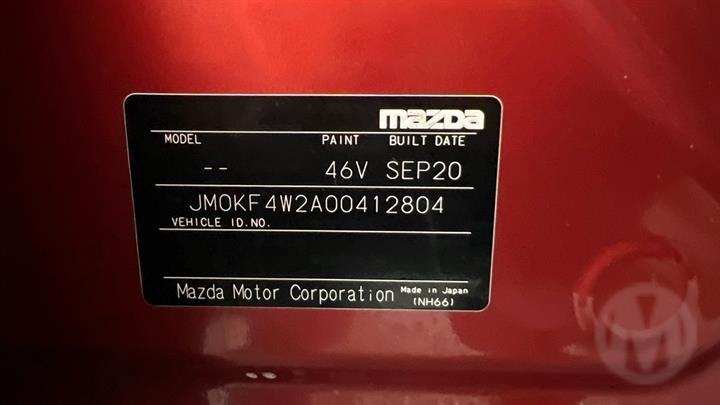 mazda
MODEL PAINT BUILT DATE
-- 46V SEP20
JM0KF4W2A00412804
VEHICLE ID.NO.
Mazda Motor Corporation Made in Japan
(NH66)
M